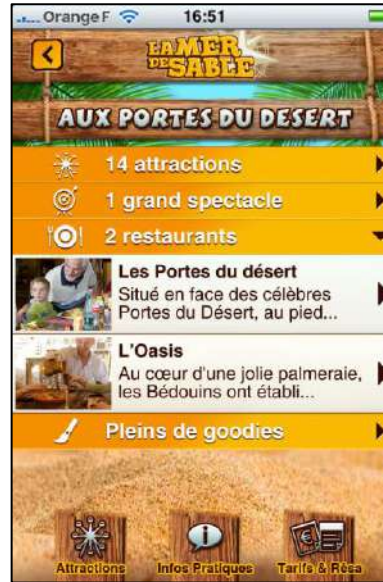 Orange F 16:51
LA MER
DE SABLE
AUX PORTES DU DESERT
14 attractions
1 grand spectacle
2 restaurants
Les Portes du désert
Situé en face des célèbres
Portes du Désert, au pied...
L'Oasis
Au cœur d'une jolie palmeraie,
les Bédouins ont établi...
Pleins de goodies
Attractions Infos Pratiques Tarifs & Résa